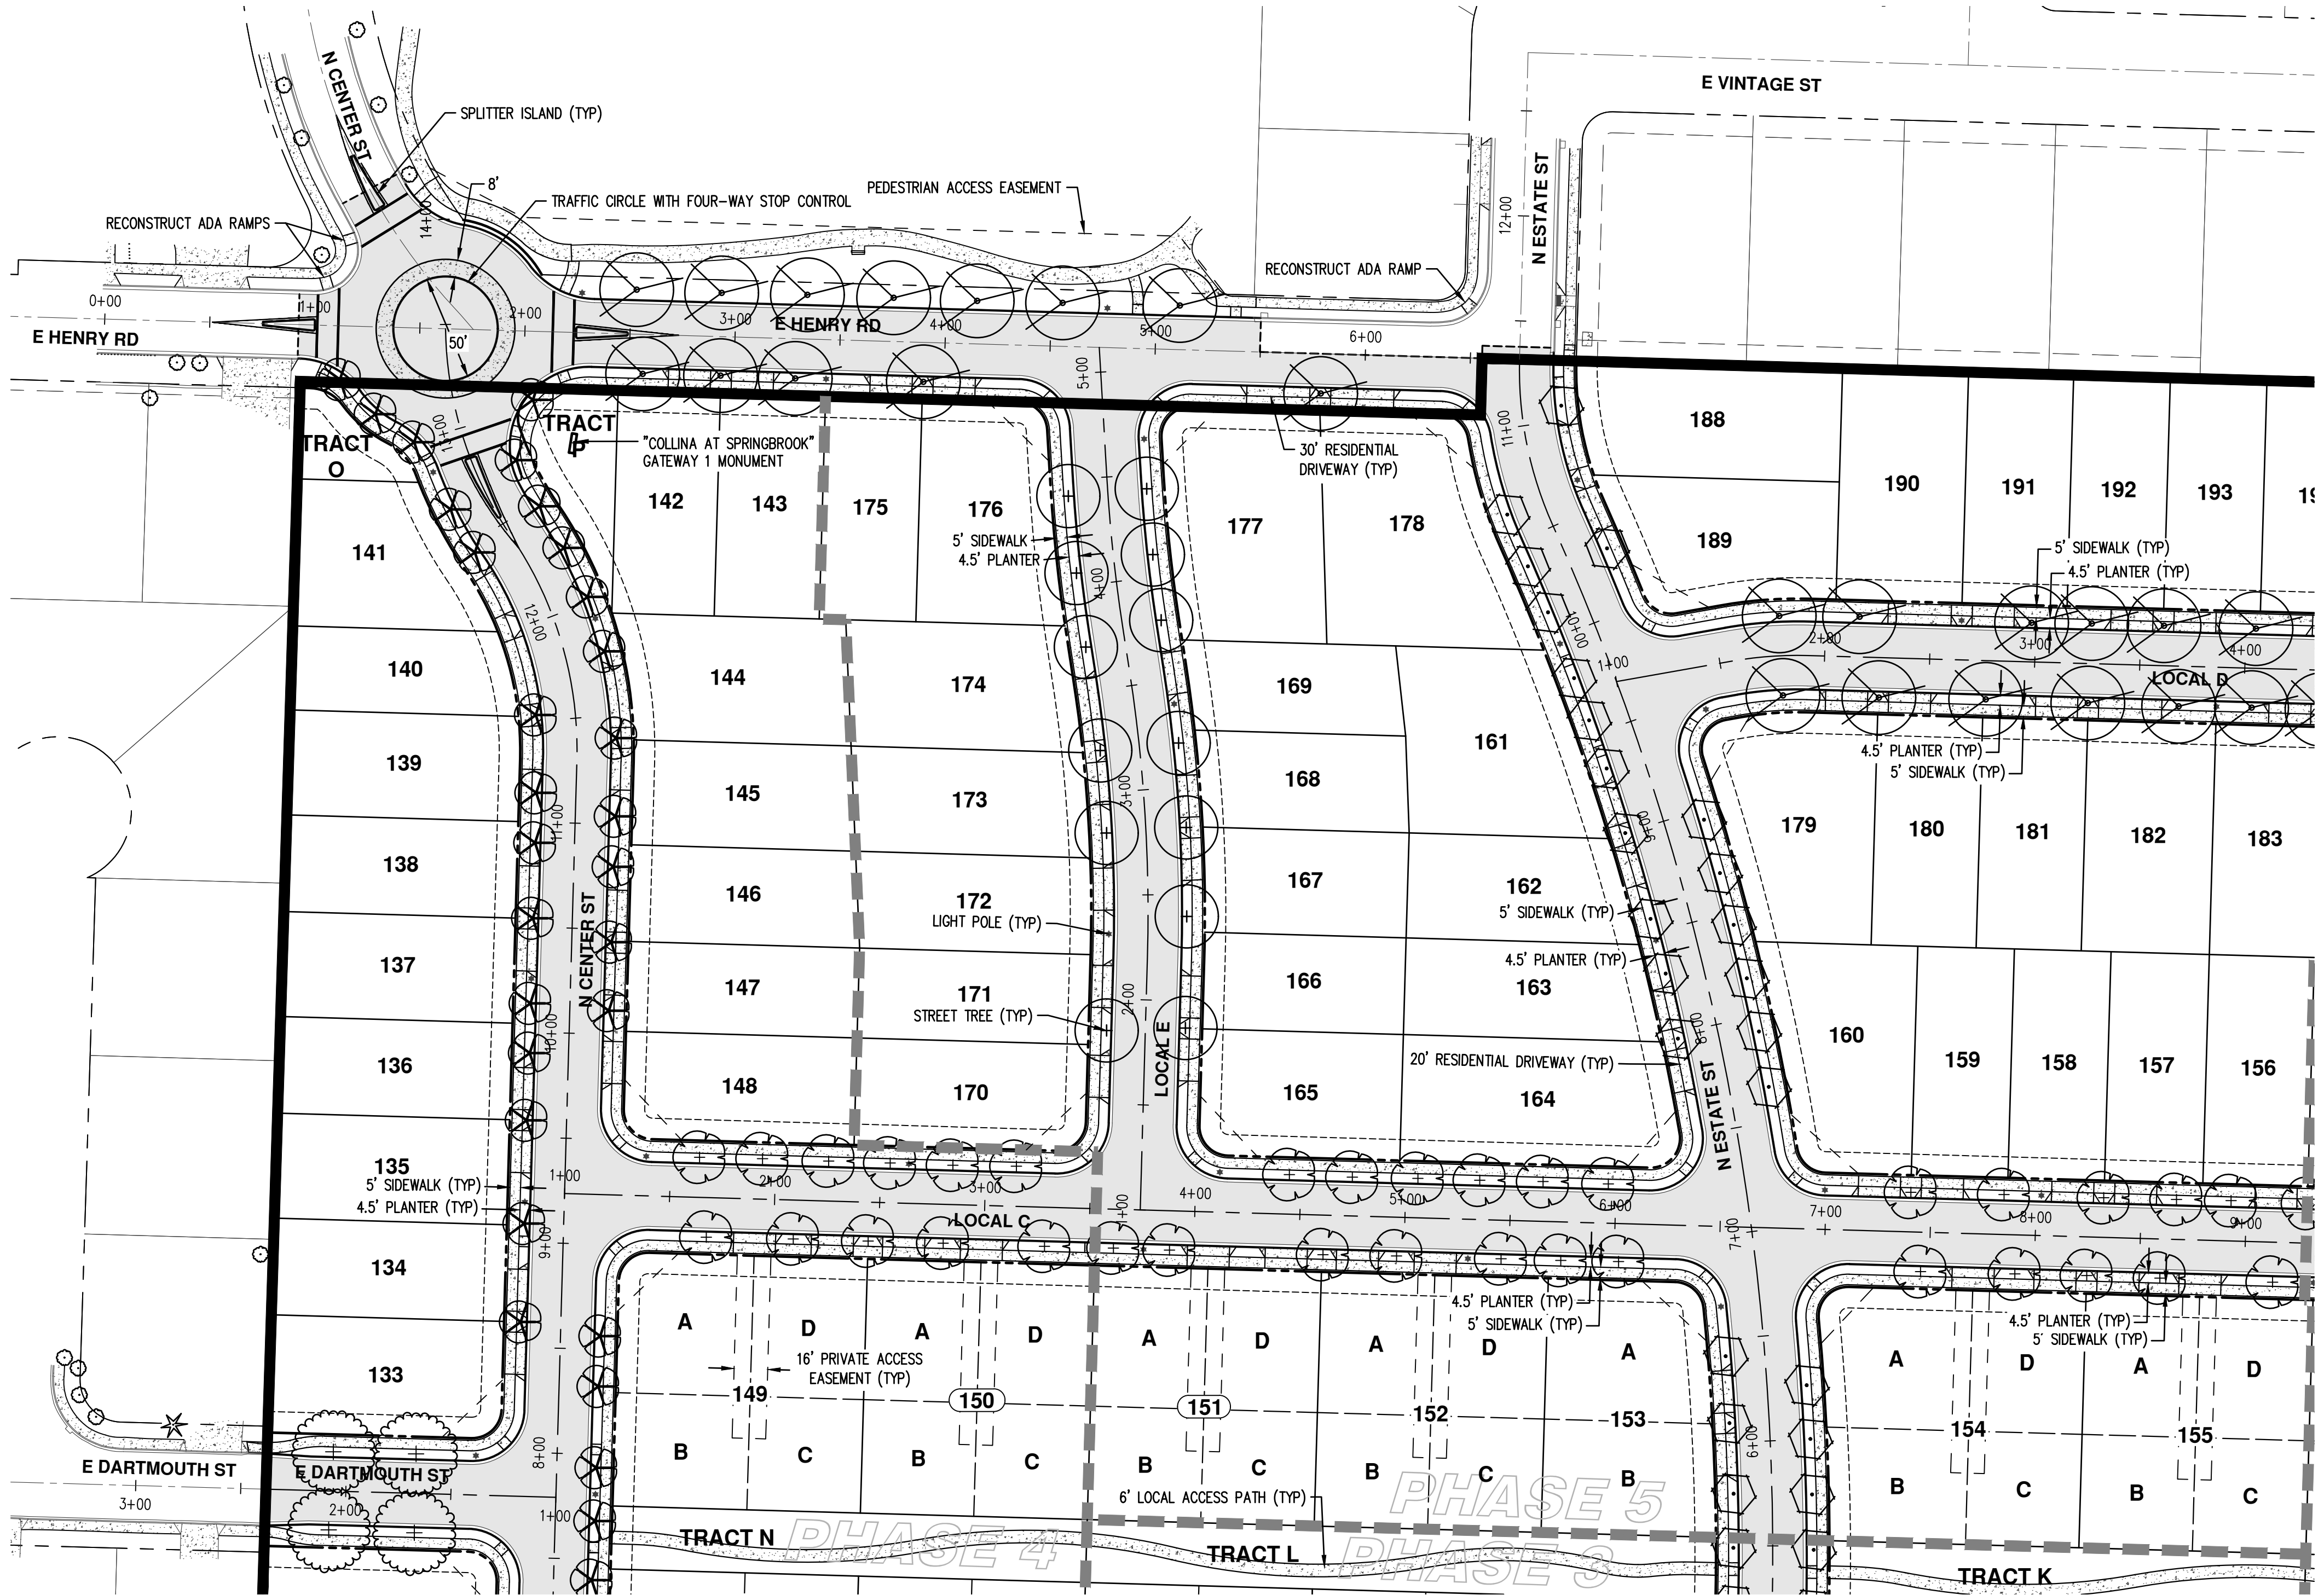 E VINTAGE ST
N CENTER ST
SPLITTER ISLAND (TYP)
8'
TRAFFIC CIRCLE WITH FOUR-WAY STOP CONTROL
PEDESTRIAN ACCESS EASEMENT
N ESTATE ST
12+00
RECONSTRUCT ADA RAMPS
14+00
RECONSTRUCT ADA RAMP
0+00
1+00
2+00
3+00
E HENRY RD
4+00
5+00
6+00
E HENRY RD
50'
5+00
13+00
11+00
TRACT
O
TRACT
P
"COLLINA AT SPRINGBROOK"
GATEWAY 1 MONUMENT
30' RESIDENTIAL
DRIVEWAY (TYP)
188
142
143
175
176
177
178
190
191
192
193
19
141
5' SIDEWALK
4.5' PLANTER
189
5' SIDEWALK (TYP)
4.5' PLANTER (TYP)
4+00
12+00
10+00
1+00
2+00
3+00
4+00
LOCAL D
140
144
174
169
161
139
145
173
168
4.5' PLANTER (TYP)
5' SIDEWALK (TYP)
3+00
11+00
9+00
179
180
181
182
183
138
146
172
LIGHT POLE (TYP)
167
162
5' SIDEWALK (TYP)
N CENTER ST
137
147
171
STREET TREE (TYP)
166
4.5' PLANTER (TYP)
163
2+00
10+00
8+00
LOCAL E
160
159
158
157
156
136
148
170
165
20' RESIDENTIAL DRIVEWAY (TYP)
164
N ESTATE ST
135
5' SIDEWALK (TYP)
4.5' PLANTER (TYP)
1+00
2+00
3+00
4+00
5+00
6+00
7+00
8+00
9+00
LOCAL C
1+00
7+00
9+00
134
133
A
D
A
D
A
D
A
D
A
A
D
A
D
16' PRIVATE ACCESS
EASEMENT (TYP)
4.5' PLANTER (TYP)
5' SIDEWALK (TYP)
4.5' PLANTER (TYP)
5' SIDEWALK (TYP)
149
150
151
152
153
154
155
B
C
B
C
B
C
B
C
B
B
C
B
C
8+00
6+00
E DARTMOUTH ST
E DARTMOUTH ST
3+00
2+00
1+00
6' LOCAL ACCESS PATH (TYP)
PHASE 5
TRACT N
PHASE 4
TRACT L
PHASE 3
TRACT K